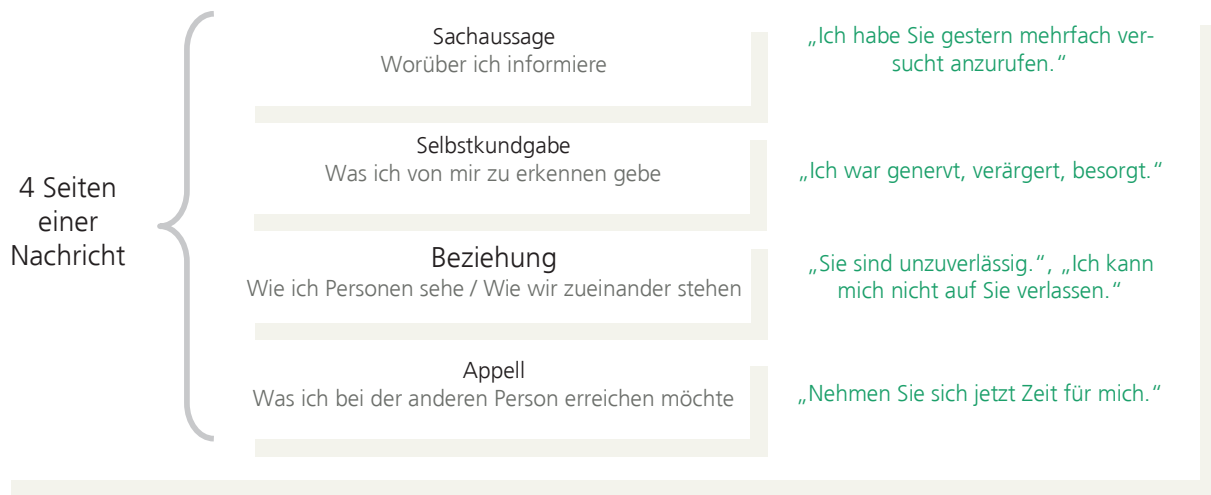 4 Seiten
einer
Nachricht
Sachaussage
Worüber ich informiere
„Ich habe Sie gestern mehrfach ver-
sucht anzurufen.“
Selbstkundgabe
Was ich von mir zu erkennen gebe
„Ich war genervt, verärgert, besorgt.“
Beziehung
Wie ich Personen sehe / Wie wir zueinander stehen
„Sie sind unzuverlässig.“, „Ich kann
mich nicht auf Sie verlassen.“
Appell
Was ich bei der anderen Person erreichen möchte
„Nehmen Sie sich jetzt Zeit für mich.“